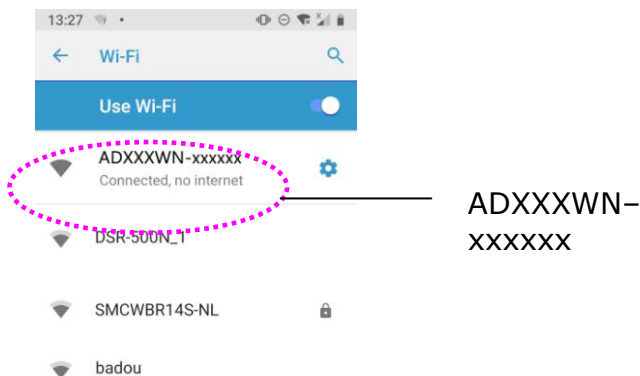 13:27
Wi-Fi
Use Wi-Fi
ADXXXWN-xxxxxx
Connected, no internet
DSR-500N_1
SMCWBR14S-NL
badou
ADXXXWN–
xxxxxx